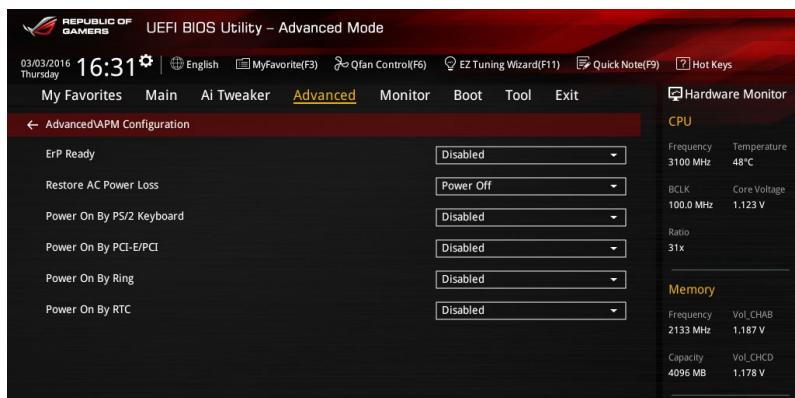 REPUBLIC OF
GAMERS
UEFI BIOS Utility – Advanced Mode
03/03/2016
Thursday
16:31
English
MyFavorite(F3)
Qfan Control(F6)
EZ Tuning Wizard(F11)
Quick Note(F9)
? Hot Keys
My Favorites
Main
Ai Tweaker
Advanced
Monitor
Boot
Tool
Exit
Hardware Monitor
← Advanced\APM Configuration
ErP Ready
Disabled
Restore AC Power Loss
Power Off
Power On By PS/2 Keyboard
Disabled
Power On By PCI-E/PCI
Disabled
Power On By Ring
Disabled
Power On By RTC
Disabled
CPU
Frequency Temperature
3100 MHz 48°C
BCLK Core Voltage
100.0 MHz 1.123 V
Ratio
31x
Memory
Frequency Vol_CHAB
2133 MHz 1.187 V
Capacity Vol_CHCD
4096 MB 1.178 V